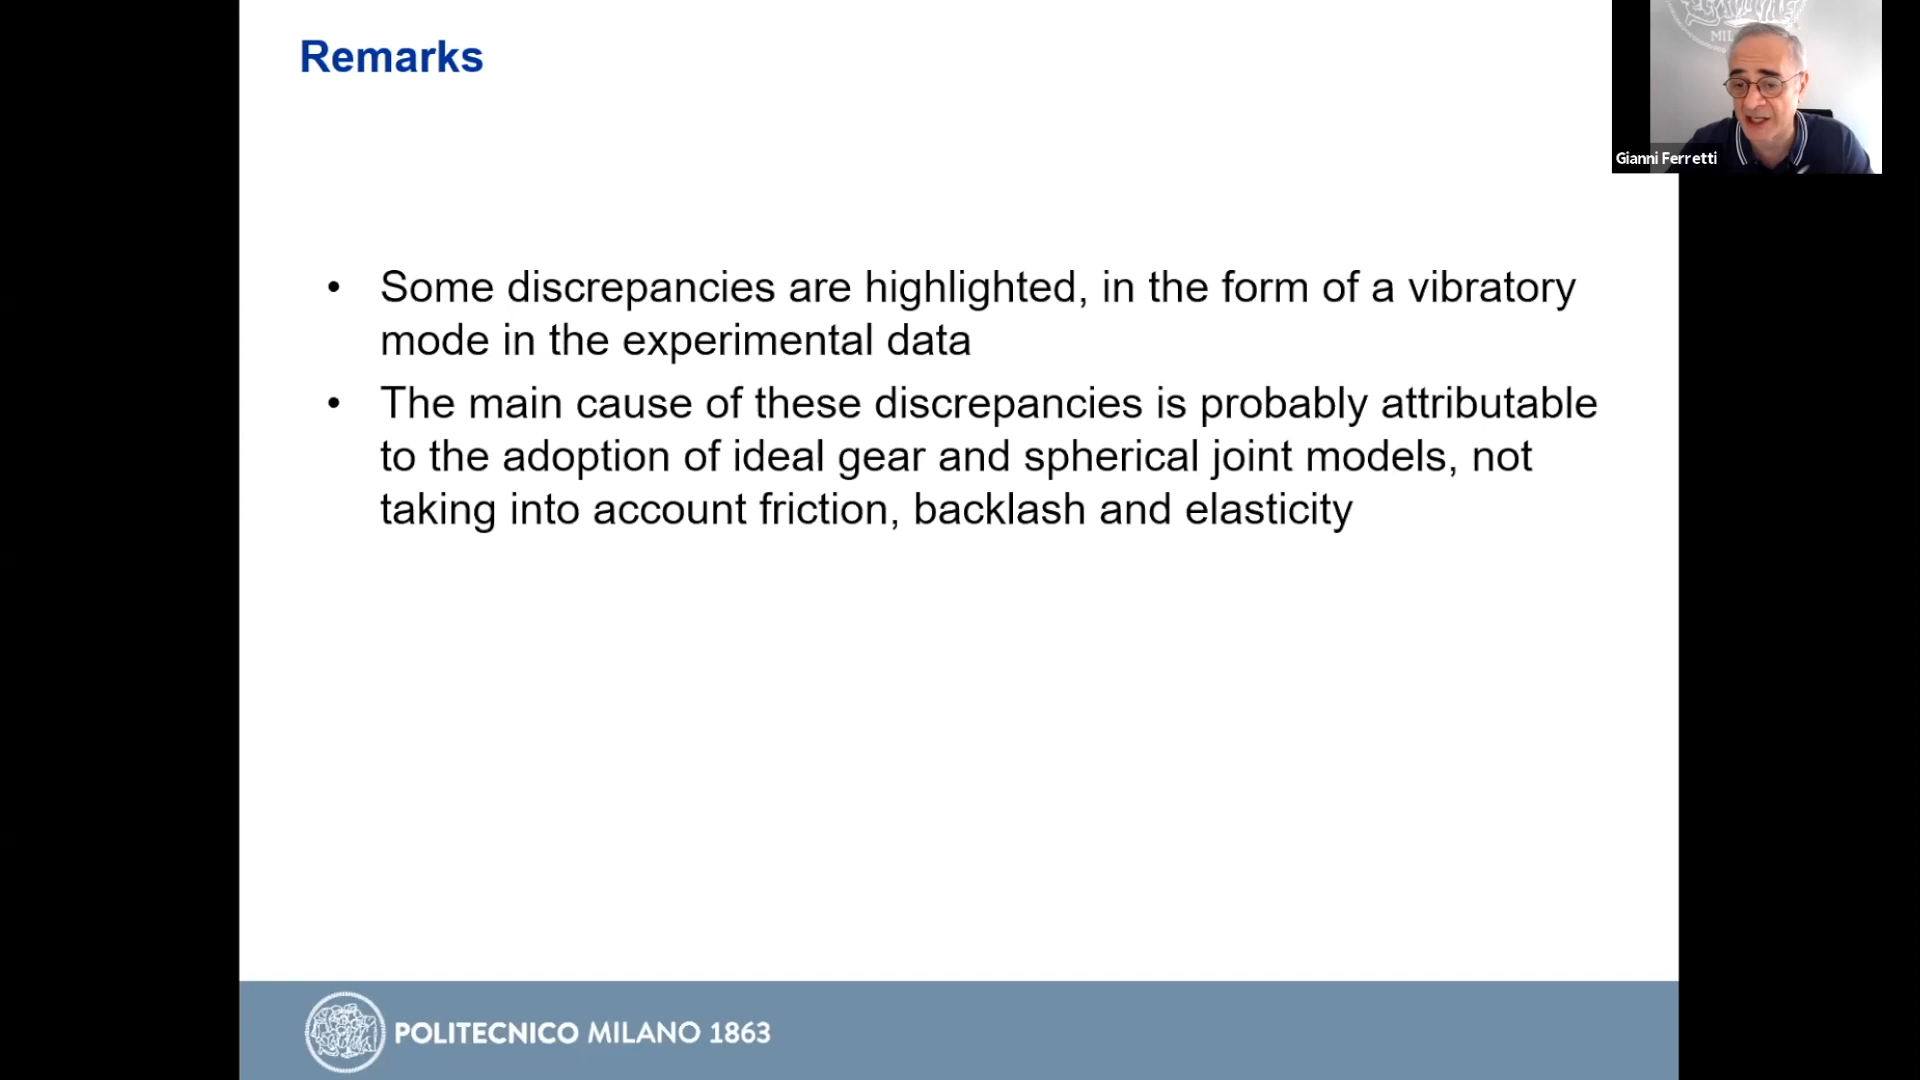 Remarks
MIL
Gianni Ferretti
• Some discrepancies are highlighted, in the form of a vibratory
mode in the experimental data
• The main cause of these discrepancies is probably attributable
to the adoption of ideal gear and spherical joint models, not
taking into account friction, backlash and elasticity
POLITECNICO MILANO 1863